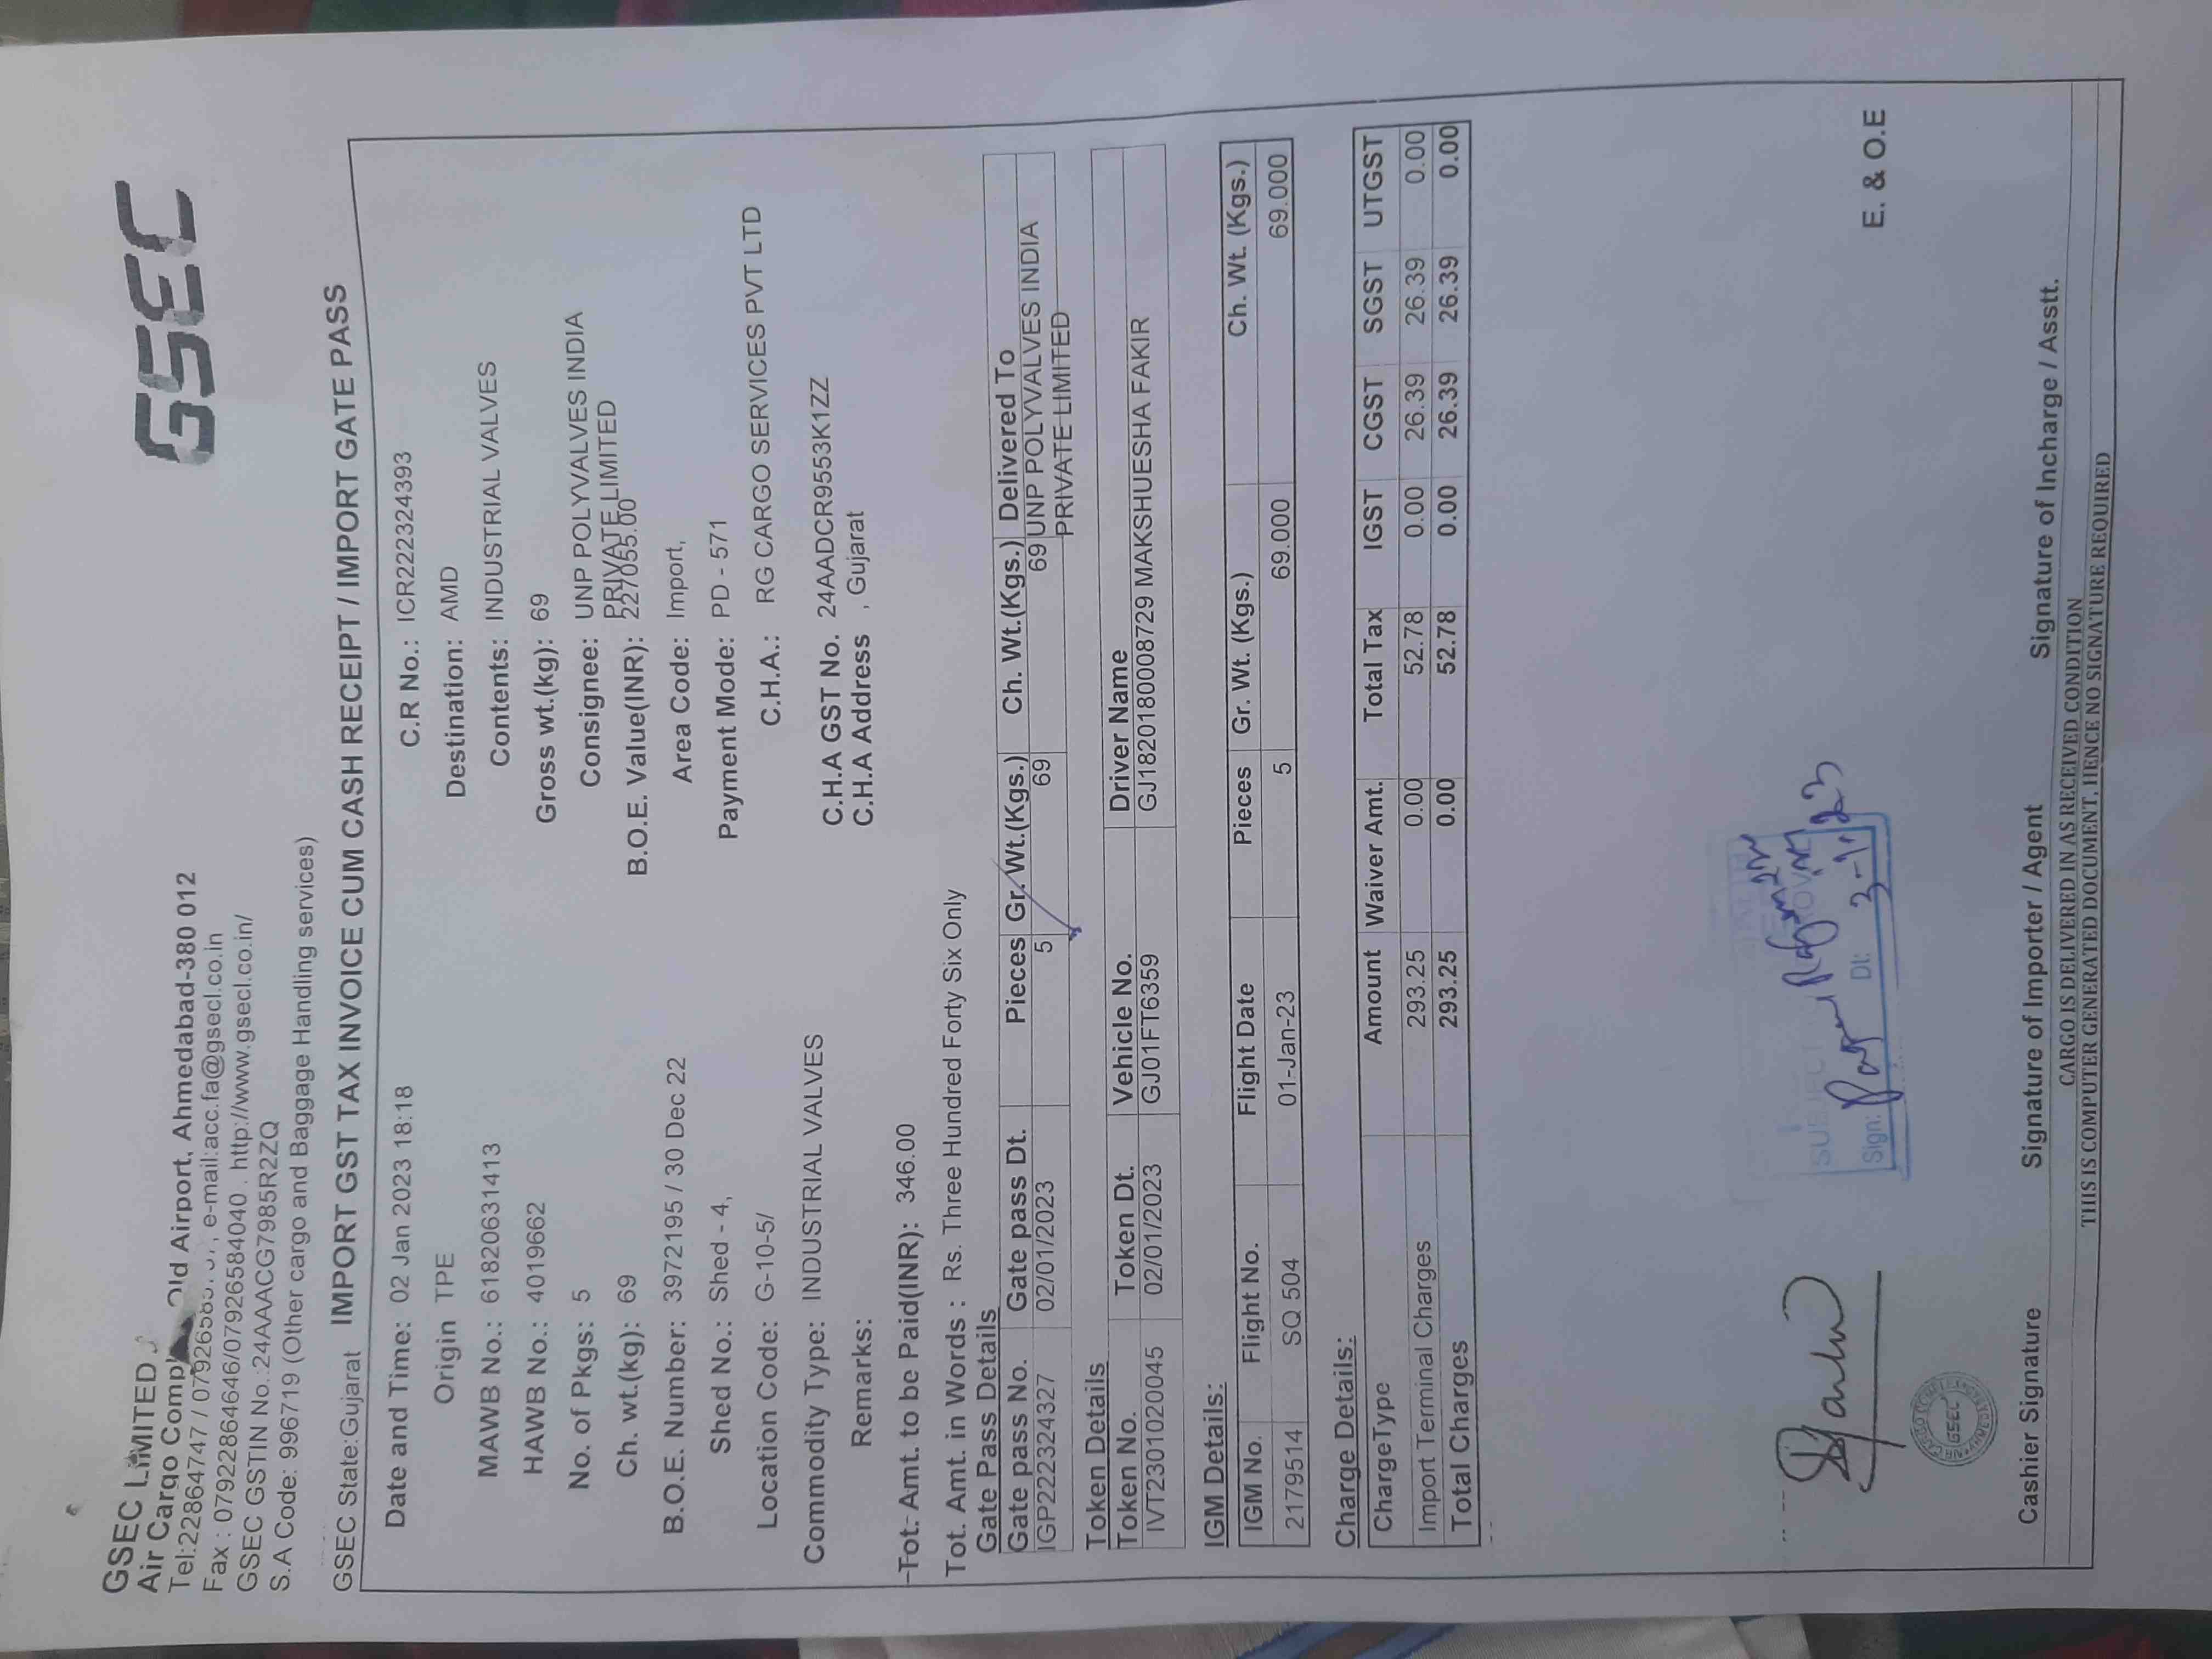 GSEC LIMITED
GSEC
Air Cargo Old Airport, Ahmedabad-380 012
Tel:22864747 / e-mail:acc.fa@gsecl.co.in
Fax : 07922864646/07926584040 . http://www.gsecl.co.in/
GSEC GSTIN No.:24AAACG7985R2ZQ
S.A Code: 996719 (Other cargo and Baggage Handling services)
GSEC State:Gujarat IMPORT GST TAX INVOICE CUM CASH RECEIPT / IMPORT GATE PASS
Date and Time: 02 Jan 2023 18:18 C.R No.: ICR222324393
Origin TPE Destination: AMD
MAWB No.: 61820631413 Contents: INDUSTRIAL VALVES
HAWB No.: 4019662 Gross wt.(kg): 69
No. of Pkgs: 5 Consignee: UNP POLYVALVES INDIA
PRIVATE LIMITED
Ch. wt.(kg): 69 B.O.E. Value(INR): 227055.00
B.O.E. Number: 3972195 / 30 Dec 22 Area Code: Import,
Shed No.: Shed - 4, Payment Mode: PD - 571
Location Code: G-10-5/ C.H.A.: RG CARGO SERVICES PVT LTD
Commodity Type: INDUSTRIAL VALVES C.H.A GST No. 24AADCR9553K1ZZ
Remarks: C.H.A Address , Gujarat
Tot. Amt. to be Paid(INR): 346.00
Tot. Amt. in Words : Rs. Three Hundred Forty Six Only
Gate Pass Details
Gate pass No. Gate pass Dt. Pieces Gr. Wt.(Kgs.) Ch. Wt.(Kgs.) Delivered To
IGP222324327 02/01/2023 5 69 69 UNP POLYVALVES INDIA
PRIVATE LIMITED
Token Details
Token No. Token Dt. Vehicle No. Driver Name
IVT2301020045 02/01/2023 GJ01FT6359 GJ1820180008729 MAKSHUESHA FAKIR
IGM Details:
IGM No. Flight No. Flight Date Pieces Gr. Wt. (Kgs.) Ch. Wt. (Kgs.)
2179514 SQ 504 01-Jan-23 5 69.000 69.000
Charge Details:
ChargeType Amount Waiver Amt. Total Tax IGST CGST SGST UTGST
Import Terminal Charges 293.25 0.00 52.78 0.00 26.39 26.39 0.00
Total Charges 293.25 0.00 52.78 0.00 26.39 26.39 0.00
SUBJECT
Sign: Dt: 3-1-23
E. & O.E
GSEC
Cashier Signature Signature of Importer / Agent Signature of Incharge / Asstt.
CARGO IS DELIVERED IN AS RECEIVED CONDITION
THIS IS COMPUTER GENERATED DOCUMENT, HENCE NO SIGNATURE REQUIRED